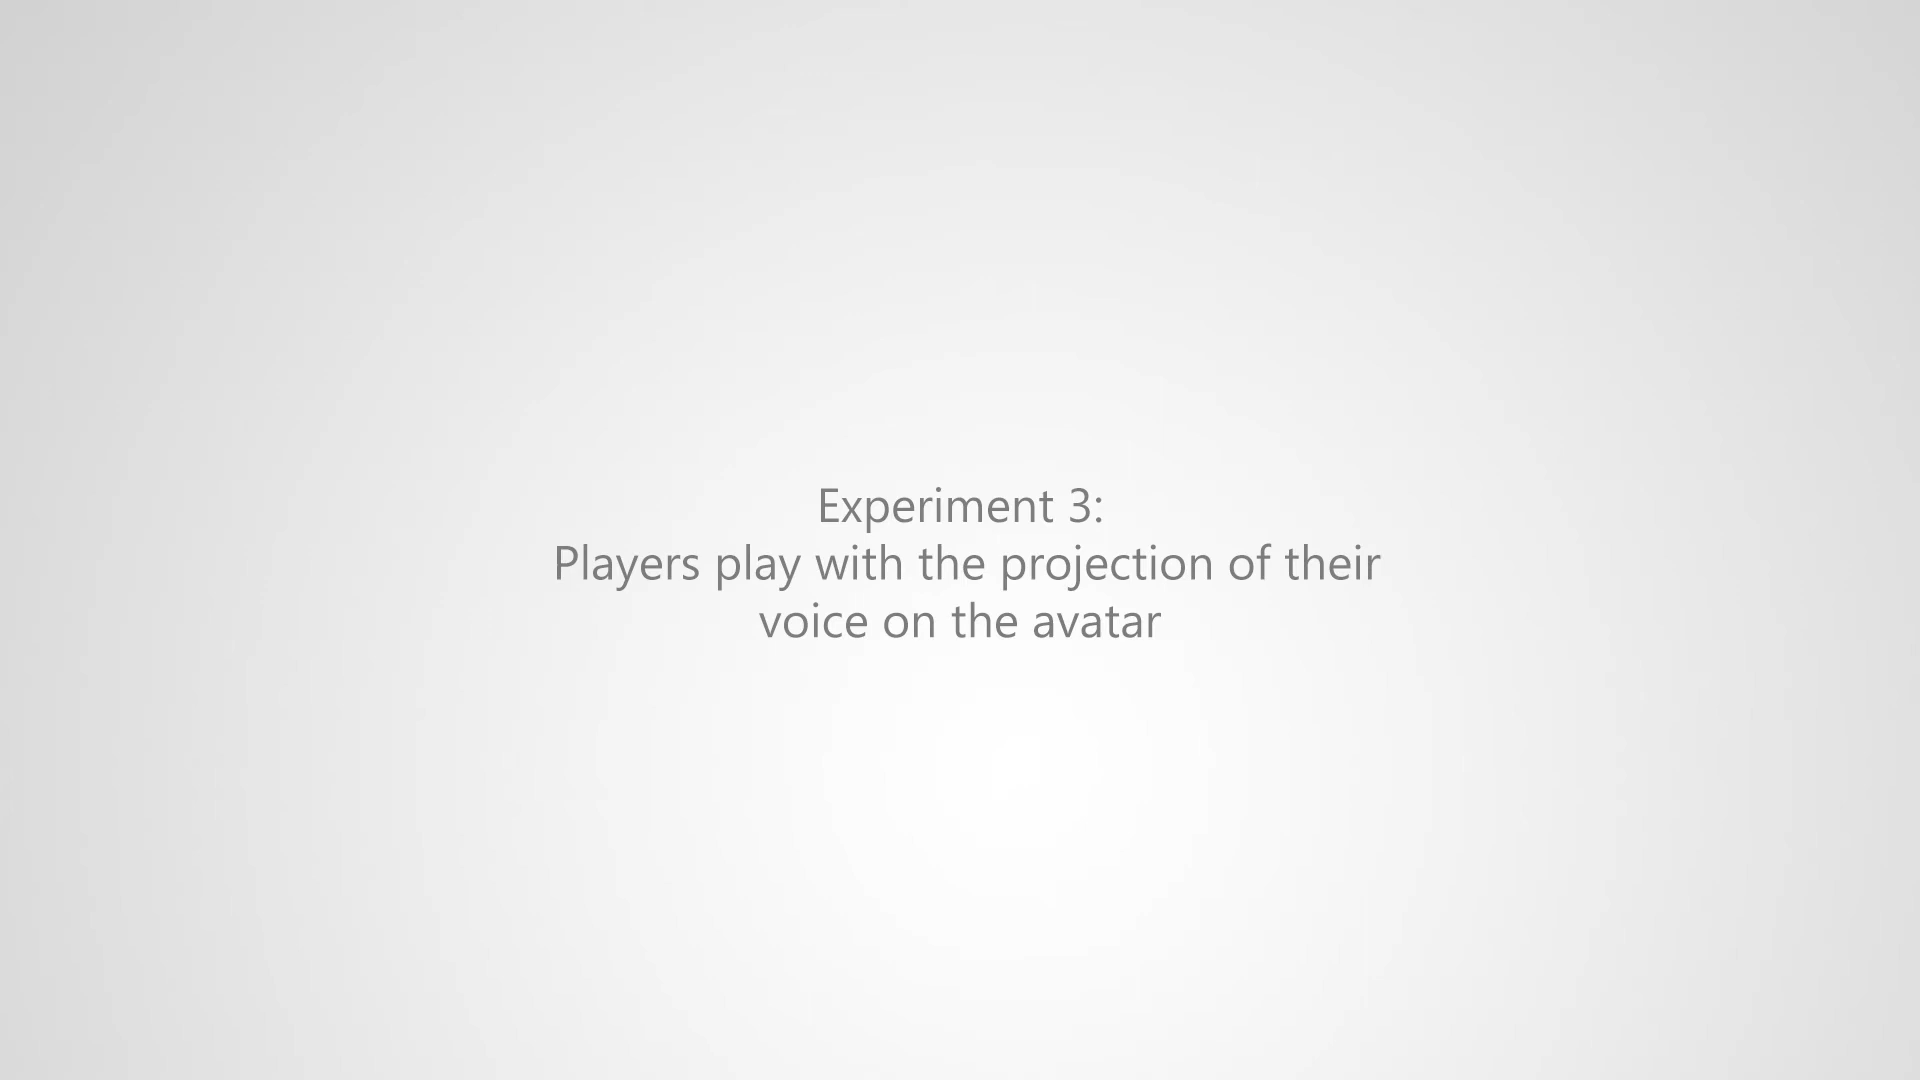 Experiment 3:
Players play with the projection of their
voice on the avatar